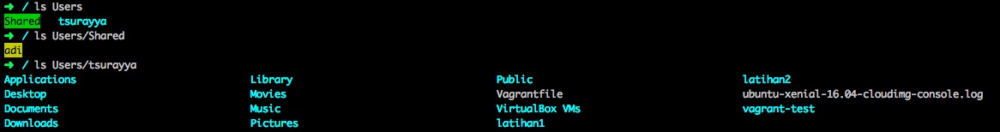 ➜ / ls Users
Shared tsurayya
➜ / ls Users/Shared
adi
➜ / ls Users/tsurayya
Applications Library Public latihan2
Desktop Movies Vagrantfile ubuntu-xenial-16.04-cloudimg-console.log
Documents Music VirtualBox VMs vagrant-test
Downloads Pictures latihan1